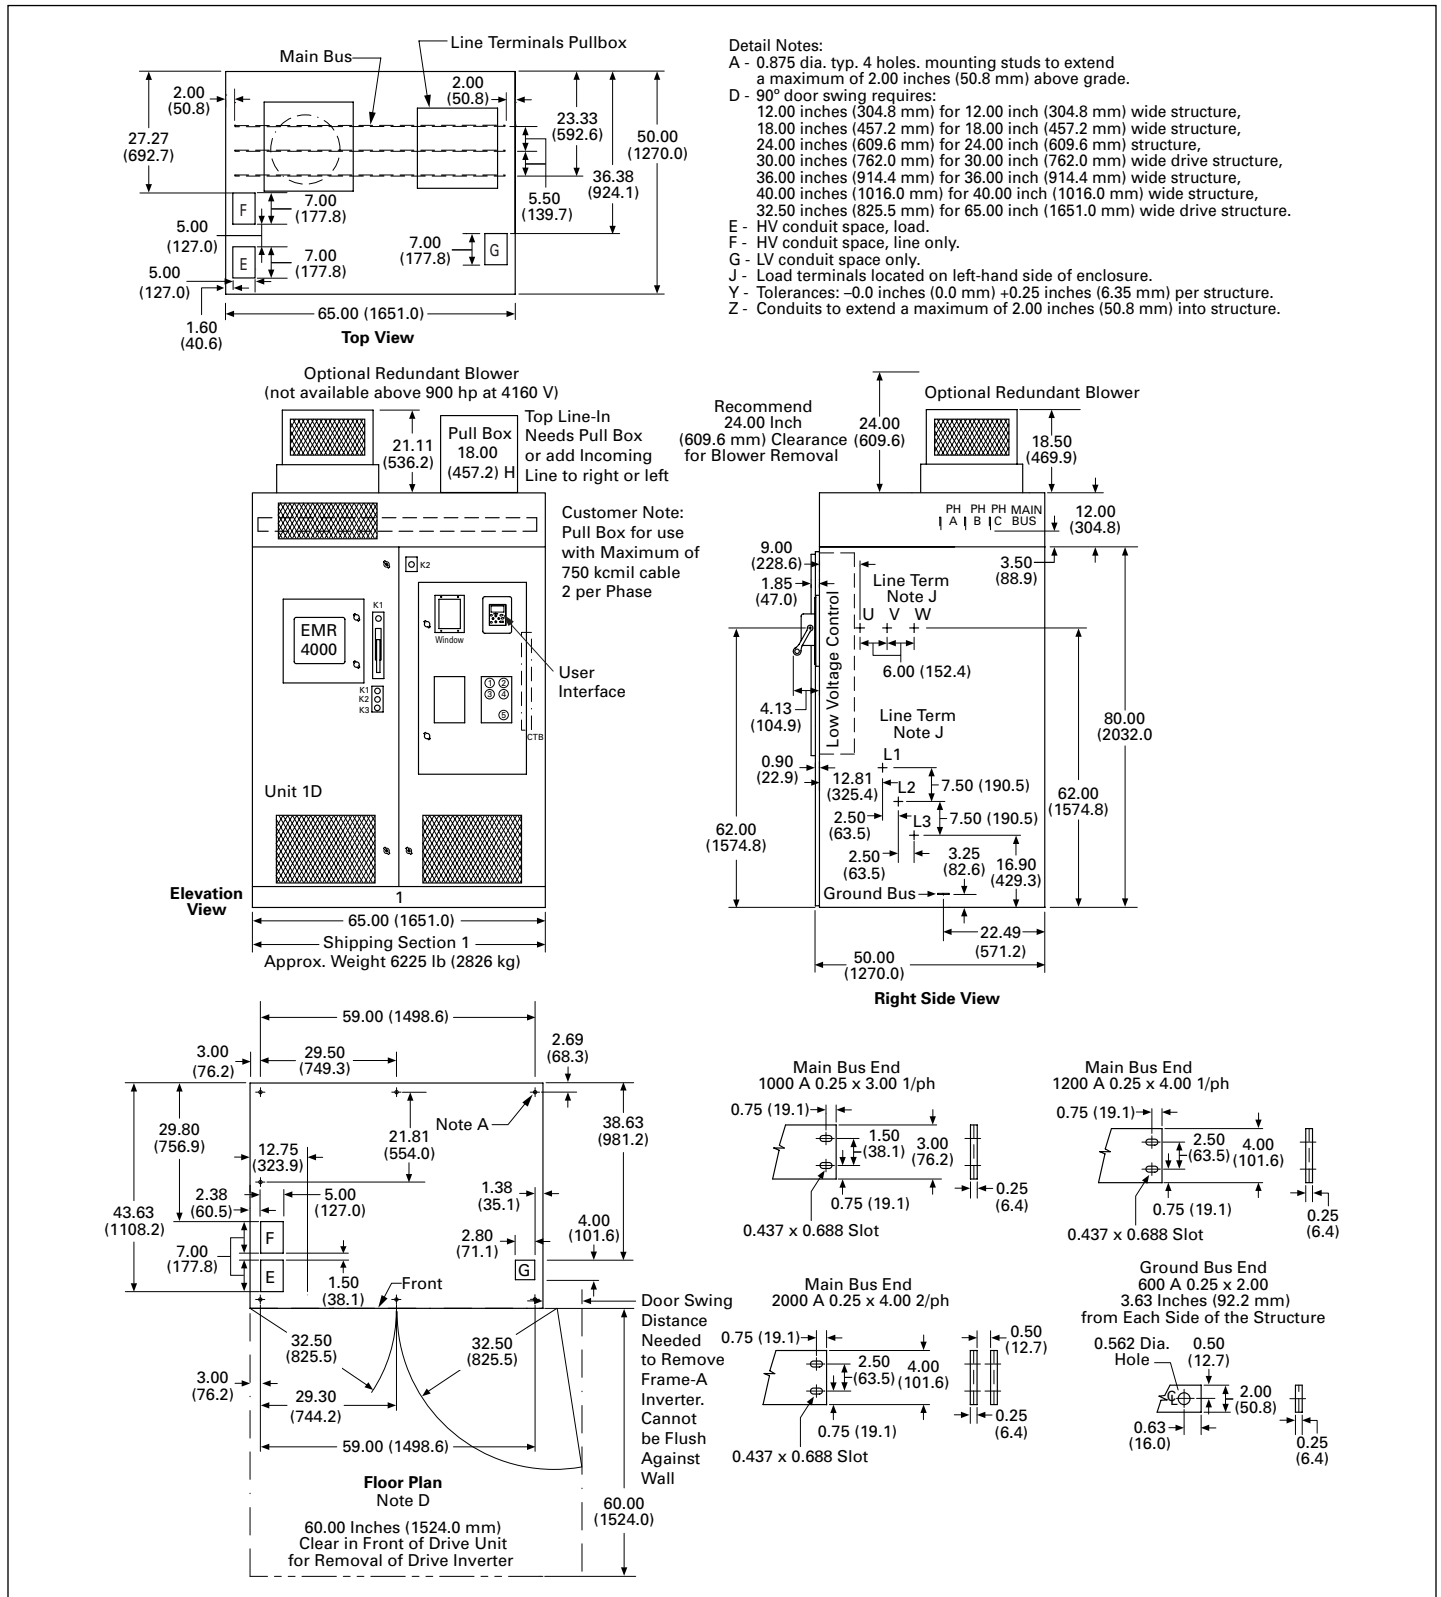 Main Bus
Line Terminals Pullbox
2.00
(50.8)
2.00
(50.8)
27.27
(692.7)
23.33
(592.6)
50.00
(1270.0)
36.38
(924.1)
5.50
(139.7)
F
7.00
(177.8)
5.00
(127.0)
E
7.00
(177.8)
7.00
(177.8)
G
5.00
(127.0)
1.60
(40.6)
65.00 (1651.0)
Top View
Detail Notes:
A - 0.875 dia. typ. 4 holes. mounting studs to extend
a maximum of 2.00 inches (50.8 mm) above grade.
D - 90° door swing requires:
12.00 inches (304.8 mm) for 12.00 inch (304.8 mm) wide structure,
18.00 inches (457.2 mm) for 18.00 inch (457.2 mm) wide structure,
24.00 inches (609.6 mm) for 24.00 inch (609.6 mm) structure,
30.00 inches (762.0 mm) for 30.00 inch (762.0 mm) wide drive structure,
36.00 inches (914.4 mm) for 36.00 inch (914.4 mm) wide structure,
40.00 inches (1016.0 mm) for 40.00 inch (1016.0 mm) wide structure,
32.50 inches (825.5 mm) for 65.00 inch (1651.0 mm) wide drive structure.
E - HV conduit space, load.
F - HV conduit space, line only.
G - LV conduit space only.
J - Load terminals located on left-hand side of enclosure.
Y - Tolerances: –0.0 inches (0.0 mm) +0.25 inches (6.35 mm) per structure.
Z - Conduits to extend a maximum of 2.00 inches (50.8 mm) into structure.
Optional Redundant Blower
(not available above 900 hp at 4160 V)
21.11
(536.2)
Pull Box
18.00
(457.2) H
Top Line-In
Needs Pull Box
or add Incoming
Line to right or left
Customer Note:
Pull Box for use
with Maximum of
750 kcmil cable
2 per Phase
K2
K1
EMR
4000
Window
User
Interface
K1
K2
K3
1 2
3 4
5
CTB
Unit 1D
Elevation
View
1
65.00 (1651.0)
Shipping Section 1
Approx. Weight 6225 lb (2826 kg)
Recommend
24.00 Inch
(609.6 mm) Clearance
for Blower Removal
24.00
(609.6)
Optional Redundant Blower
18.50
(469.9)
PH PH PH MAIN
A B C BUS
12.00
(304.8)
3.50
(88.9)
9.00
(228.6)
1.85
(47.0)
Low Voltage Control
Line Term
Note J
U V W
6.00 (152.4)
4.13
(104.9)
Line Term
Note J
80.00
(2032.0
0.90
(22.9)
L1
12.81
(325.4)
7.50 (190.5)
L2
2.50
(63.5)
7.50 (190.5)
L3
62.00
(1574.8)
62.00
(1574.8)
2.50
(63.5)
3.25
(82.6)
16.90
(429.3)
Ground Bus
22.49
(571.2)
50.00
(1270.0)
Right Side View
59.00 (1498.6)
3.00
(76.2)
29.50
(749.3)
2.69
(68.3)
Note A
29.80
(756.9)
21.81
(554.0)
38.63
(981.2)
12.75
(323.9)
2.38
(60.5)
5.00
(127.0)
1.38
(35.1)
43.63
(1108.2)
F
7.00
(177.8)
E
2.80
(71.1)
4.00
(101.6)
G
1.50
(38.1)
Front
32.50
(825.5)
32.50
(825.5)
3.00
(76.2)
29.30
(744.2)
59.00 (1498.6)
Door Swing
Distance
Needed
to Remove
Frame-A
Inverter.
Cannot
be Flush
Against
Wall
60.00
(1524.0)
Floor Plan
Note D
60.00 Inches (1524.0 mm)
Clear in Front of Drive Unit
for Removal of Drive Inverter
Main Bus End
1000 A 0.25 x 3.00 1/ph
0.75 (19.1)
1.50
(38.1)
3.00
(76.2)
0.75 (19.1)
0.25
(6.4)
0.437 x 0.688 Slot
Main Bus End
1200 A 0.25 x 4.00 1/ph
0.75 (19.1)
2.50
(63.5)
4.00
(101.6)
0.75 (19.1)
0.25
(6.4)
0.437 x 0.688 Slot
Main Bus End
2000 A 0.25 x 4.00 2/ph
0.75 (19.1)
2.50
(63.5)
4.00
(101.6)
0.50
(12.7)
0.75 (19.1)
0.25
(6.4)
0.437 x 0.688 Slot
Ground Bus End
600 A 0.25 x 2.00
3.63 Inches (92.2 mm)
from Each Side of the Structure
0.562 Dia.
Hole
0.50
(12.7)
CL
2.00
(50.8)
0.63
(16.0)
0.25
(6.4)